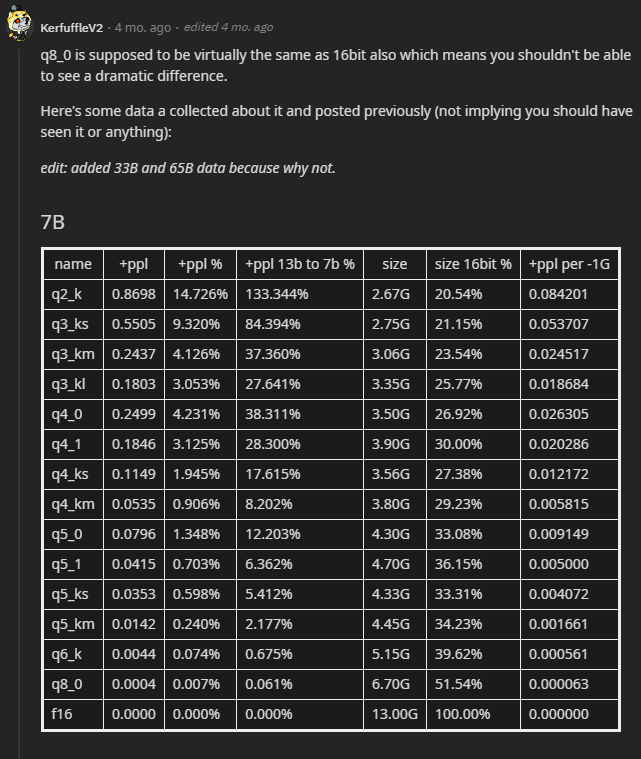 KerfuffleV2 · 4 mo. ago · edited 4 mo. ago
q8_0 is supposed to be virtually the same as 16bit also which means you shouldn't be able
to see a dramatic difference.
Here's some data a collected about it and posted previously (not implying you should have
seen it or anything):
edit: added 33B and 65B data because why not.
7B
name +ppl +ppl % +ppl 13b to 7b % size size 16bit % +ppl per -1G
q2_k 0.8698 14.726% 133.344% 2.67G 20.54% 0.084201
q3_ks 0.5505 9.320% 84.394% 2.75G 21.15% 0.053707
q3_km 0.2437 4.126% 37.360% 3.06G 23.54% 0.024517
q3_kl 0.1803 3.053% 27.641% 3.35G 25.77% 0.018684
q4_0 0.2499 4.231% 38.311% 3.50G 26.92% 0.026305
q4_1 0.1846 3.125% 28.300% 3.90G 30.00% 0.020286
q4_ks 0.1149 1.945% 17.615% 3.56G 27.38% 0.012172
q4_km 0.0535 0.906% 8.202% 3.80G 29.23% 0.005815
q5_0 0.0796 1.348% 12.203% 4.30G 33.08% 0.009149
q5_1 0.0415 0.703% 6.362% 4.70G 36.15% 0.005000
q5_ks 0.0353 0.598% 5.412% 4.33G 33.31% 0.004072
q5_km 0.0142 0.240% 2.177% 4.45G 34.23% 0.001661
q6_k 0.0044 0.074% 0.675% 5.15G 39.62% 0.000561
q8_0 0.0004 0.007% 0.061% 6.70G 51.54% 0.000063
f16 0.0000 0.000% 0.000% 13.00G 100.00% 0.000000